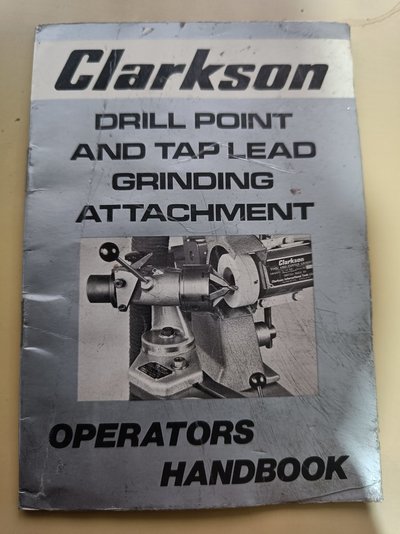 Clarkson
DRILL POINT
AND TAP LEAD
GRINDING
ATTACHMENT
Clarkson
OPERATORS
HANDBOOK